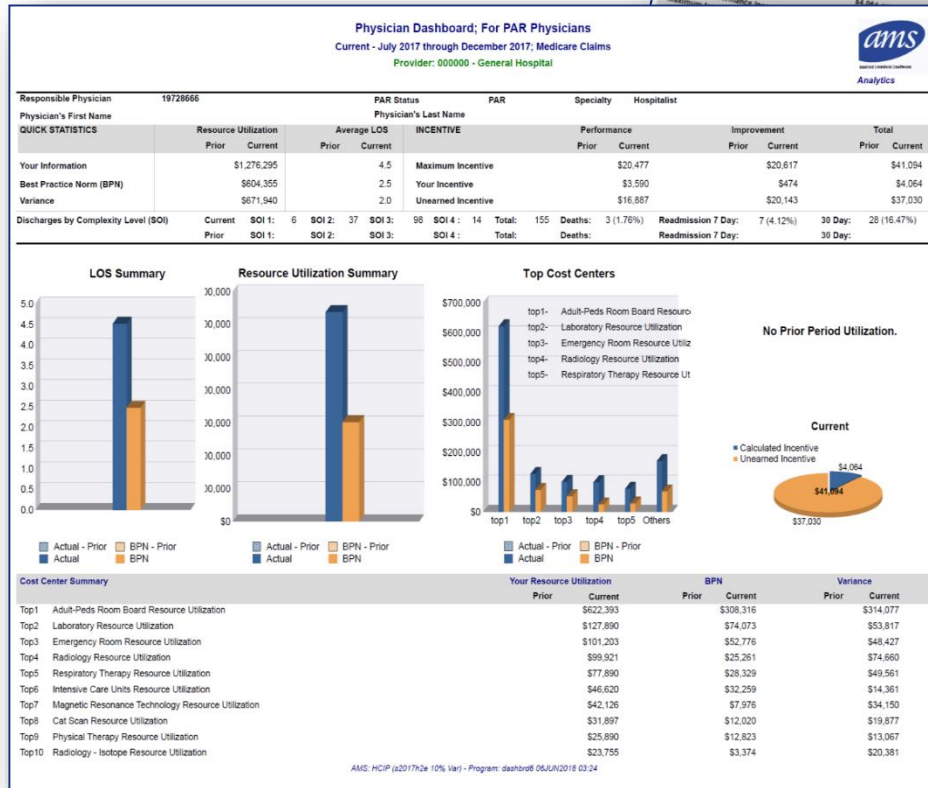 Physician Dashboard; For PAR Physicians
Current - July 2017 through December 2017; Medicare Claims
Provider: 000000 - General Hospital
ams
Analytics
Responsible Physician 19728666 PAR Status PAR Specialty Hospitalist
Physician's First Name Physician's Last Name
QUICK STATISTICS Resource Utilization Average LOS INCENTIVE Performance Improvement Total
Prior Current Prior Current Prior Current Prior Current Prior Current
Your Information $1,276,295 4.5 Maximum Incentive $20,477 $20,617 $41,094
Best Practice Norm (BPN) $604,355 2.5 Your Incentive $3,590 $474 $4,064
Variance $671,940 2.0 Unearned Incentive $16,887 $20,143 $37,030
Discharges by Complexity Level (SOI) Current SOI 1: 6 SOI 2: 37 SOI 3: 98 SOI 4 : 14 Total: 155 Deaths: 3 (1.76%) Readmission 7 Day: 7 (4.12%) 30 Day: 28 (16.47%)
Prior SOI 1: SOI 2: SOI 3: SOI 4 : Total: Deaths: Readmission 7 Day: 30 Day:
LOS Summary
5.0
4.5
4.0
3.5
3.0
2.5
2.0
1.5
1.0
0.5
0.0
Actual - Prior BPN - Prior
Actual BPN
Resource Utilization Summary
00,000
00,000
00,000
00,000
00,000
00,000
00,000
$0
Actual - Prior BPN - Prior
Actual BPN
Top Cost Centers
$700,000
$600,000
$500,000
$400,000
$300,000
$200,000
$100,000
$0
top1- Adult-Peds Room Board Resourc
top2- Laboratory Resource Utilization
top3- Emergency Room Resource Utiliz
top4- Radiology Resource Utilization
top5- Respiratory Therapy Resource Ut
top1 top2 top3 top4 top5 Others
Actual - Prior BPN - Prior
Actual BPN
No Prior Period Utilization.
Current
Calculated Incentive
Unearned Incentive
$4,064
$41,094
$37,030
Cost Center Summary Your Resource Utilization BPN Variance
Prior Current Prior Current Prior Current
Top1 Adult-Peds Room Board Resource Utilization $622,393 $308,316 $314,077
Top2 Laboratory Resource Utilization $127,890 $74,073 $53,817
Top3 Emergency Room Resource Utilization $101,203 $52,776 $48,427
Top4 Radiology Resource Utilization $99,921 $25,261 $74,660
Top5 Respiratory Therapy Resource Utilization $77,890 $28,329 $49,561
Top6 Intensive Care Units Resource Utilization $46,620 $32,259 $14,361
Top7 Magnetic Resonance Technology Resource Utilization $42,126 $7,976 $34,150
Top8 Cat Scan Resource Utilization $31,897 $12,020 $19,877
Top9 Physical Therapy Resource Utilization $25,890 $12,823 $13,067
Top10 Radiology - Isotope Resource Utilization $23,755 $3,374 $20,381
AMS: HCIP (s2017h2e 10% Var) - Program: dashbrd6 06JUN2018 03:24